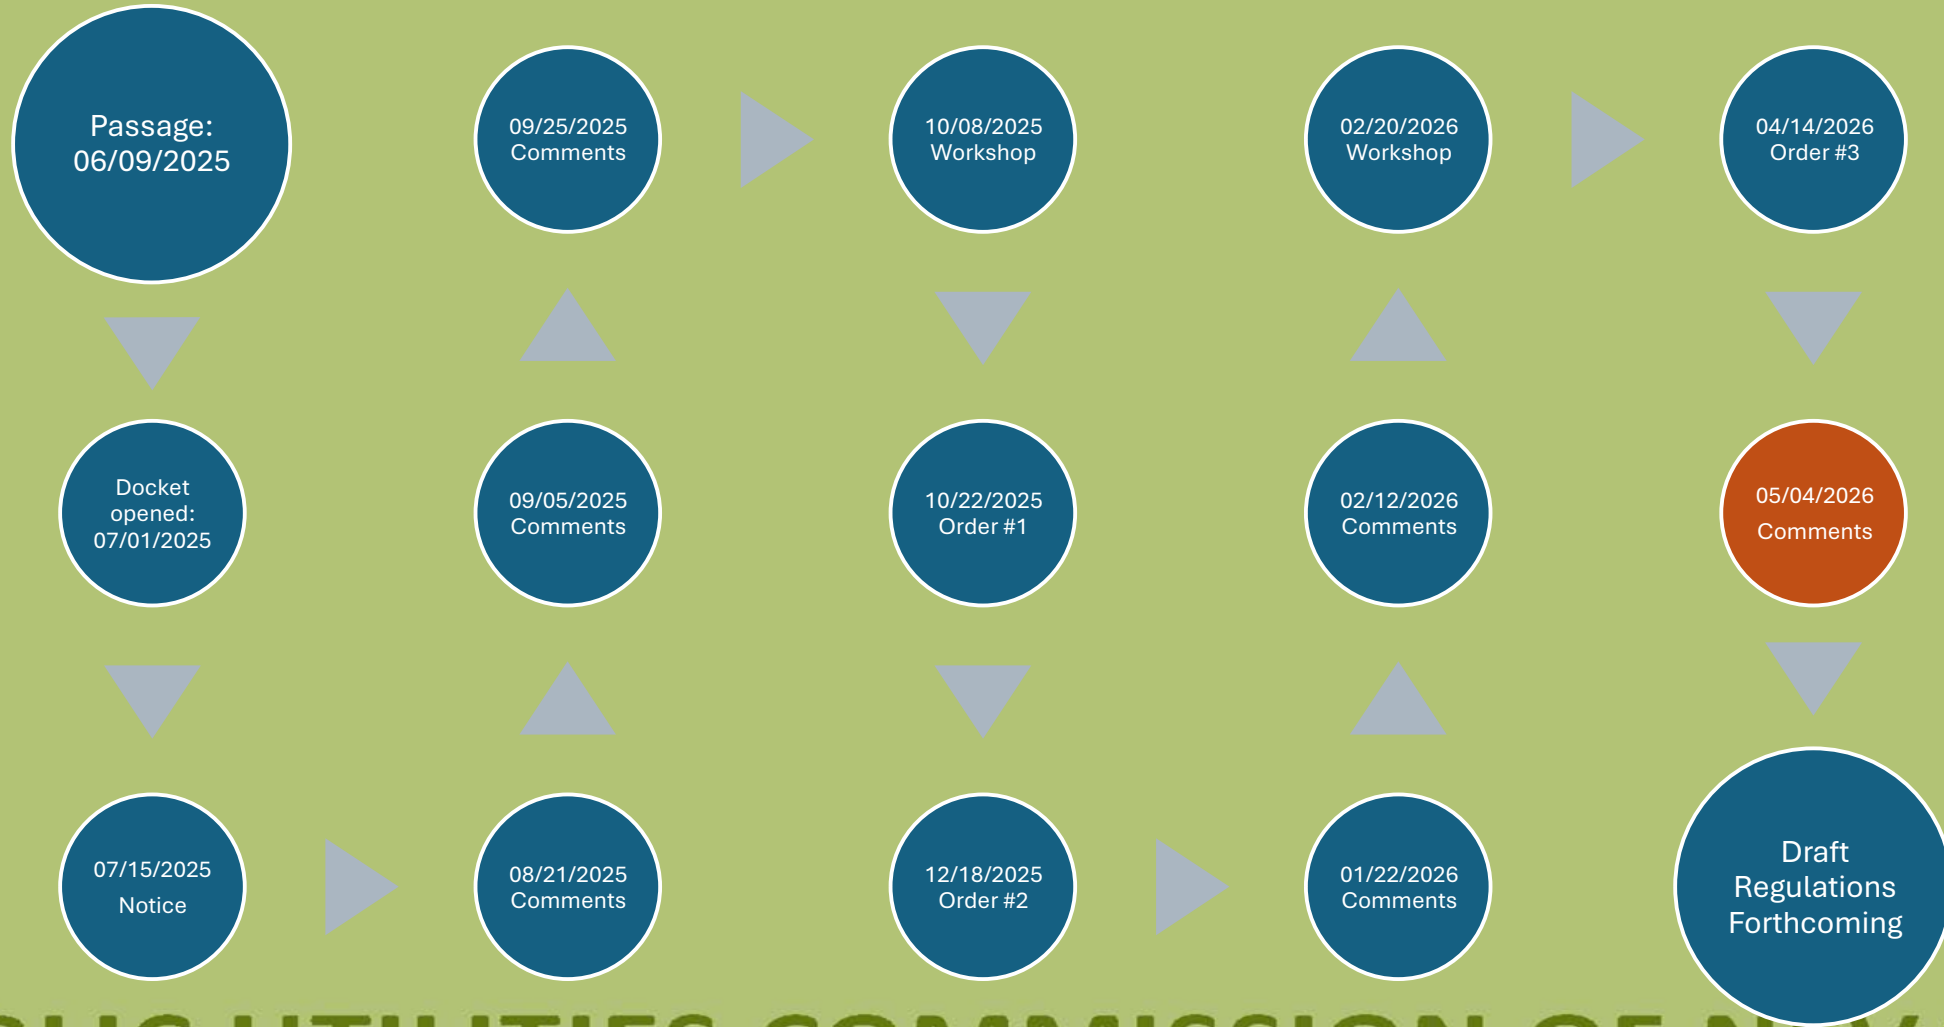 Passage:
06/09/2025
Docket
opened:
07/01/2025
07/15/2025
Notice
08/21/2025
Comments
09/05/2025
Comments
09/25/2025
Comments
10/08/2025
Workshop
10/22/2025
Order #1
12/18/2025
Order #2
01/22/2026
Comments
02/12/2026
Comments
02/20/2026
Workshop
04/14/2026
Order #3
05/04/2026
Comments
Draft
Regulations
Forthcoming
UTILITIES COMMISSION OF